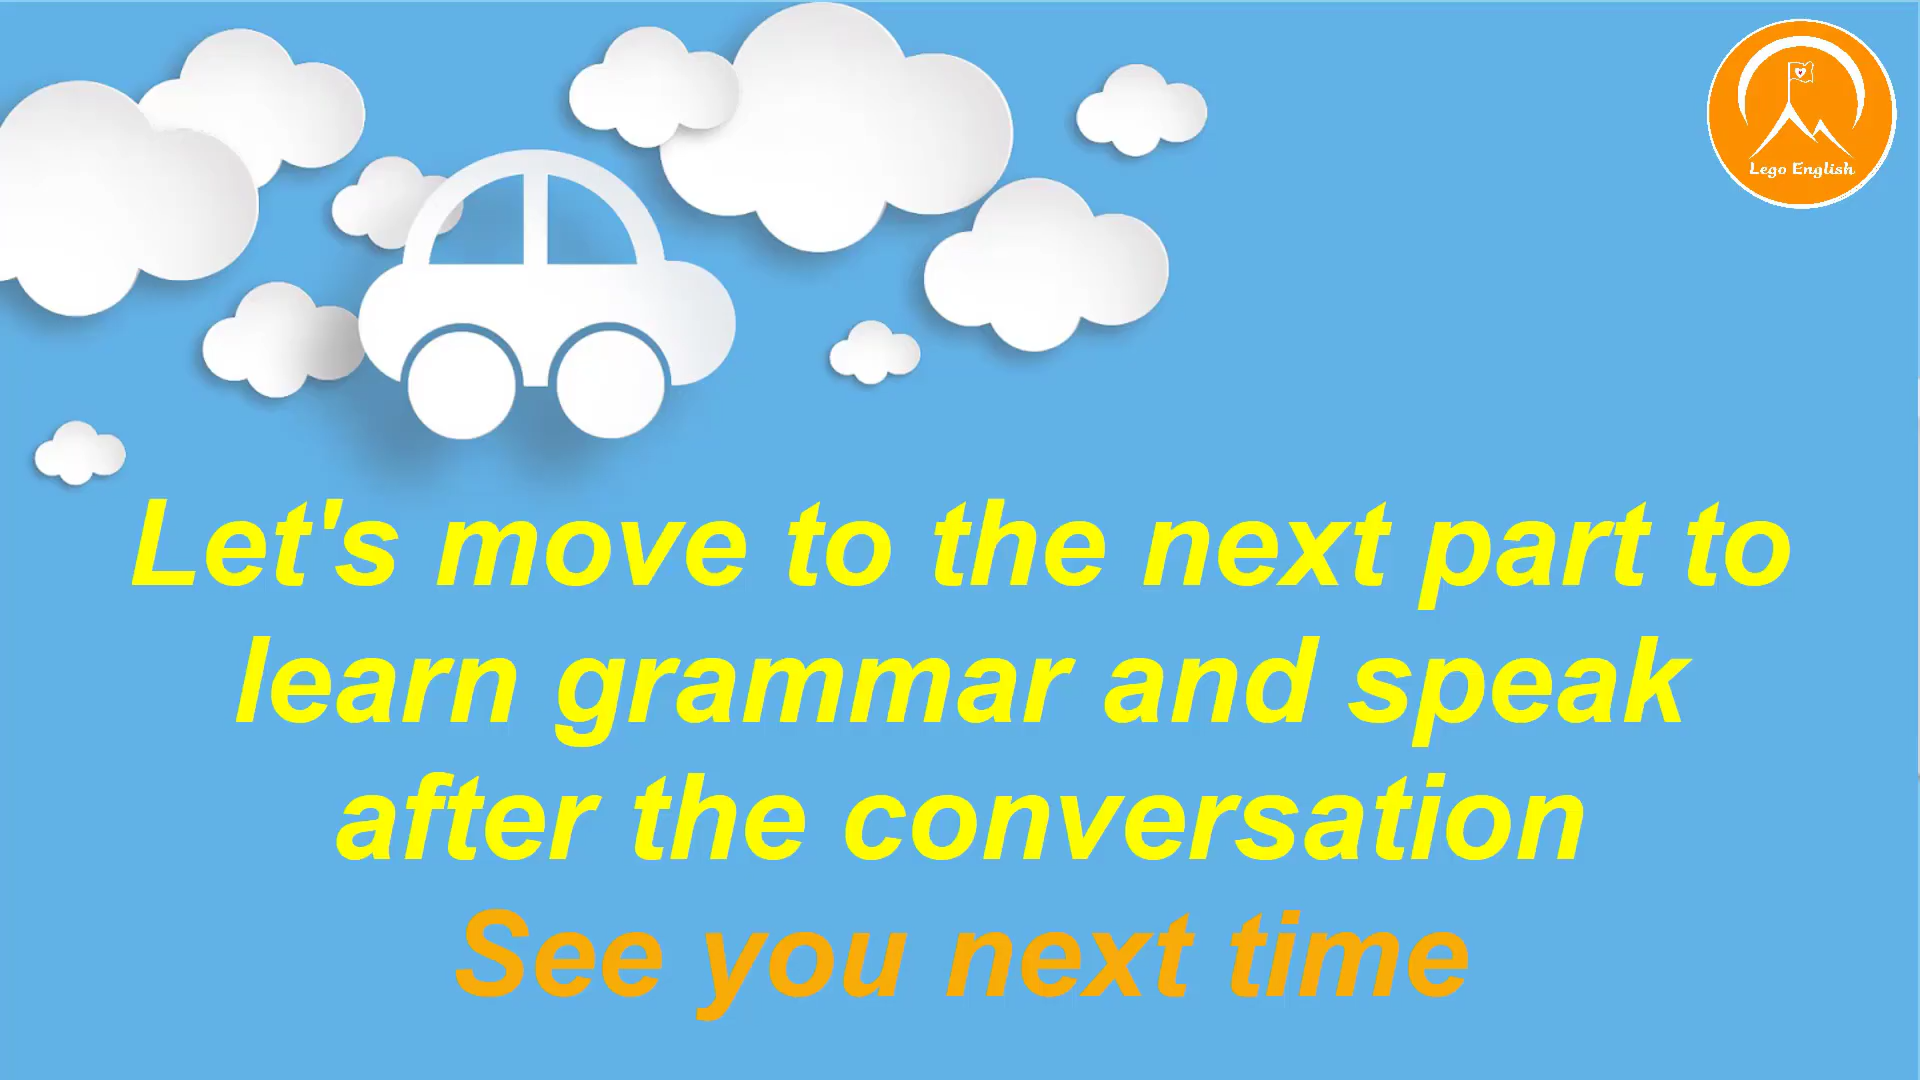 Lego English
Let's move to the next part to
learn grammar and speak
after the conversation
See you next time